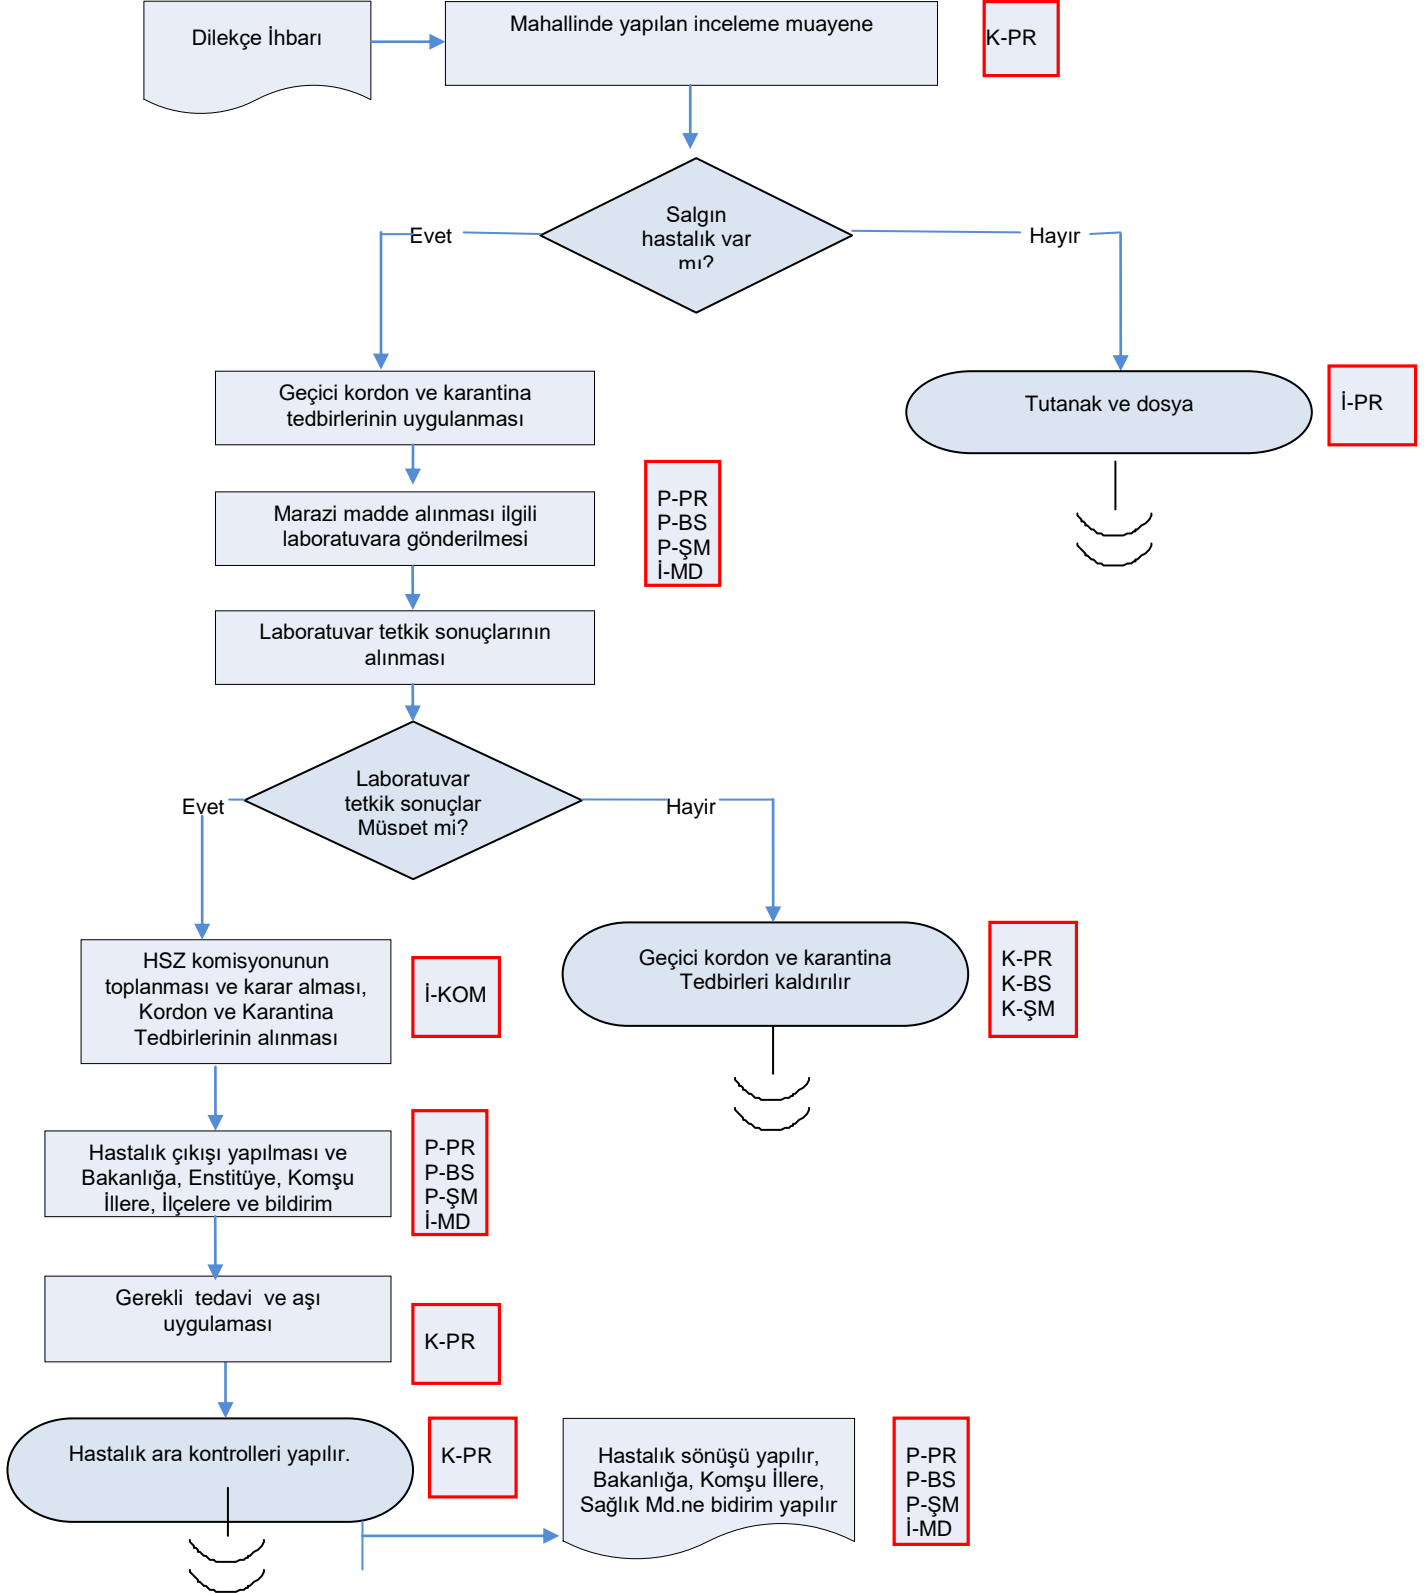 Dilekçe İhbarı
Mahallinde yapılan inceleme muayene
K-PR
Salgın
hastalık var
mı?
Evet
Hayır
Geçici kordon ve karantina
tedbirlerinin uygulanması
Tutanak ve dosya
İ-PR
Marazi madde alınması ilgili
laboratuvara gönderilmesi
P-PR
P-BS
P-ŞM
İ-MD
Laboratuvar tetkik sonuçlarının
alınması
Laboratuvar
tetkik sonuçlar
Müspet mi?
Evet
Hayir
HSZ komisyonunun
toplanması ve karar alması,
Kordon ve Karantina
Tedbirlerinin alınması
İ-KOM
Geçici kordon ve karantina
Tedbirleri kaldırılır
K-PR
K-BS
K-ŞM
Hastalık çıkışı yapılması ve
Bakanlığa, Enstitüye, Komşu
İllere, İlçelere ve bildirim
P-PR
P-BS
P-ŞM
İ-MD
Gerekli tedavi ve aşı
uygulaması
K-PR
Hastalık ara kontrolleri yapılır.
K-PR
Hastalık sönüşü yapılır,
Bakanlığa, Komşu İllere,
Sağlık Md.ne bidirim yapılır
P-PR
P-BS
P-ŞM
İ-MD